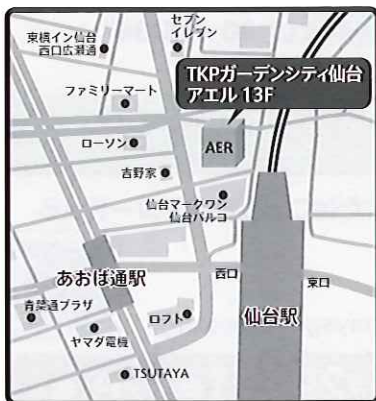 セブン
イレブン
東横イン仙台
西口広瀬通
TKPガーデンシティ仙台
アエル 13F
ファミリーマート
ローソン
AER
吉野家
仙台マークワン
仙台パルコ
あおば通駅
西口
東口
青葉通プラザ
ロフト
仙台駅
ヤマダ電機
TSUTAYA